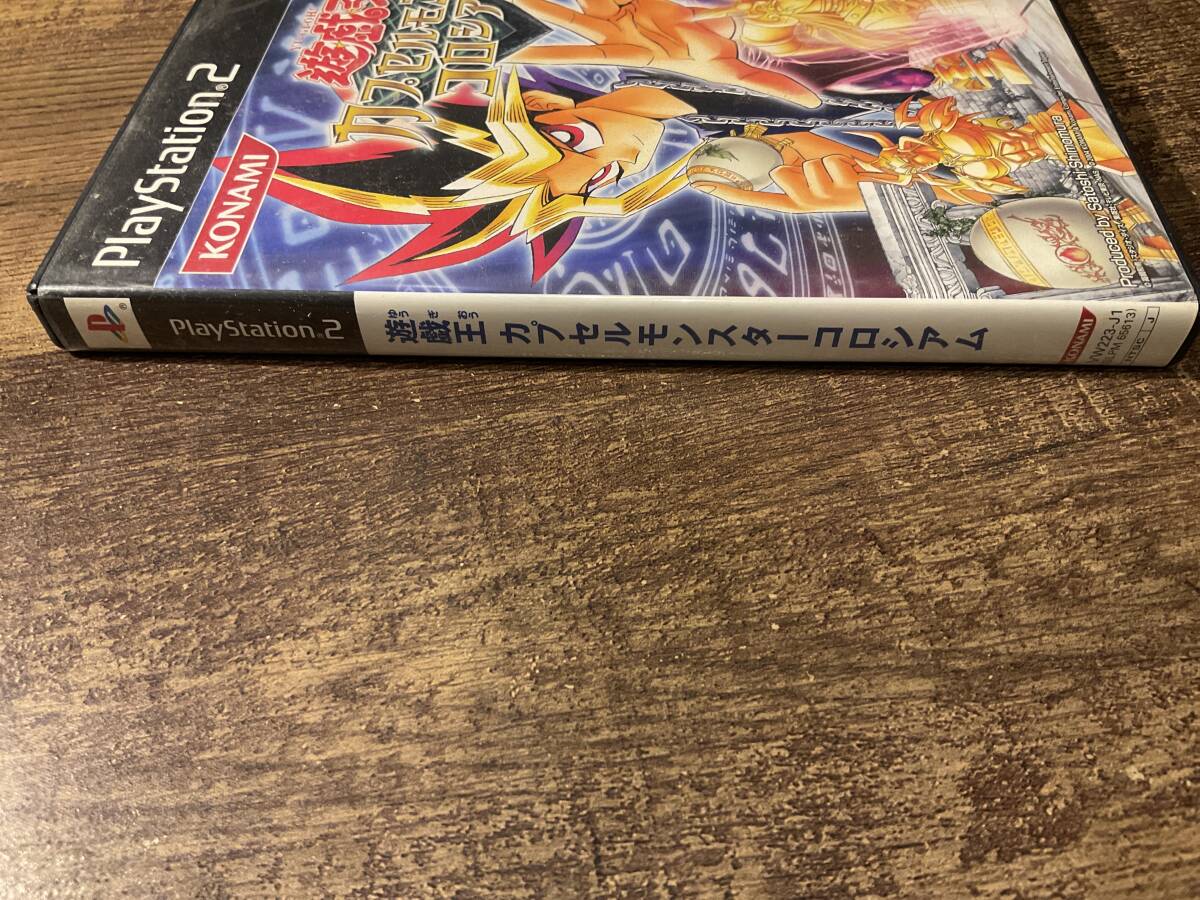 PlayStation®2
KONAMI
遊戯王
カプセルモンスター
コロシアム
Produced by Satoshi Shimomura
PlayStation®2
ゆうぎおう
遊戯王 カプセルモンスターコロシアム
KONAMI
VW223-J1
SLPM 65613
NTSC J